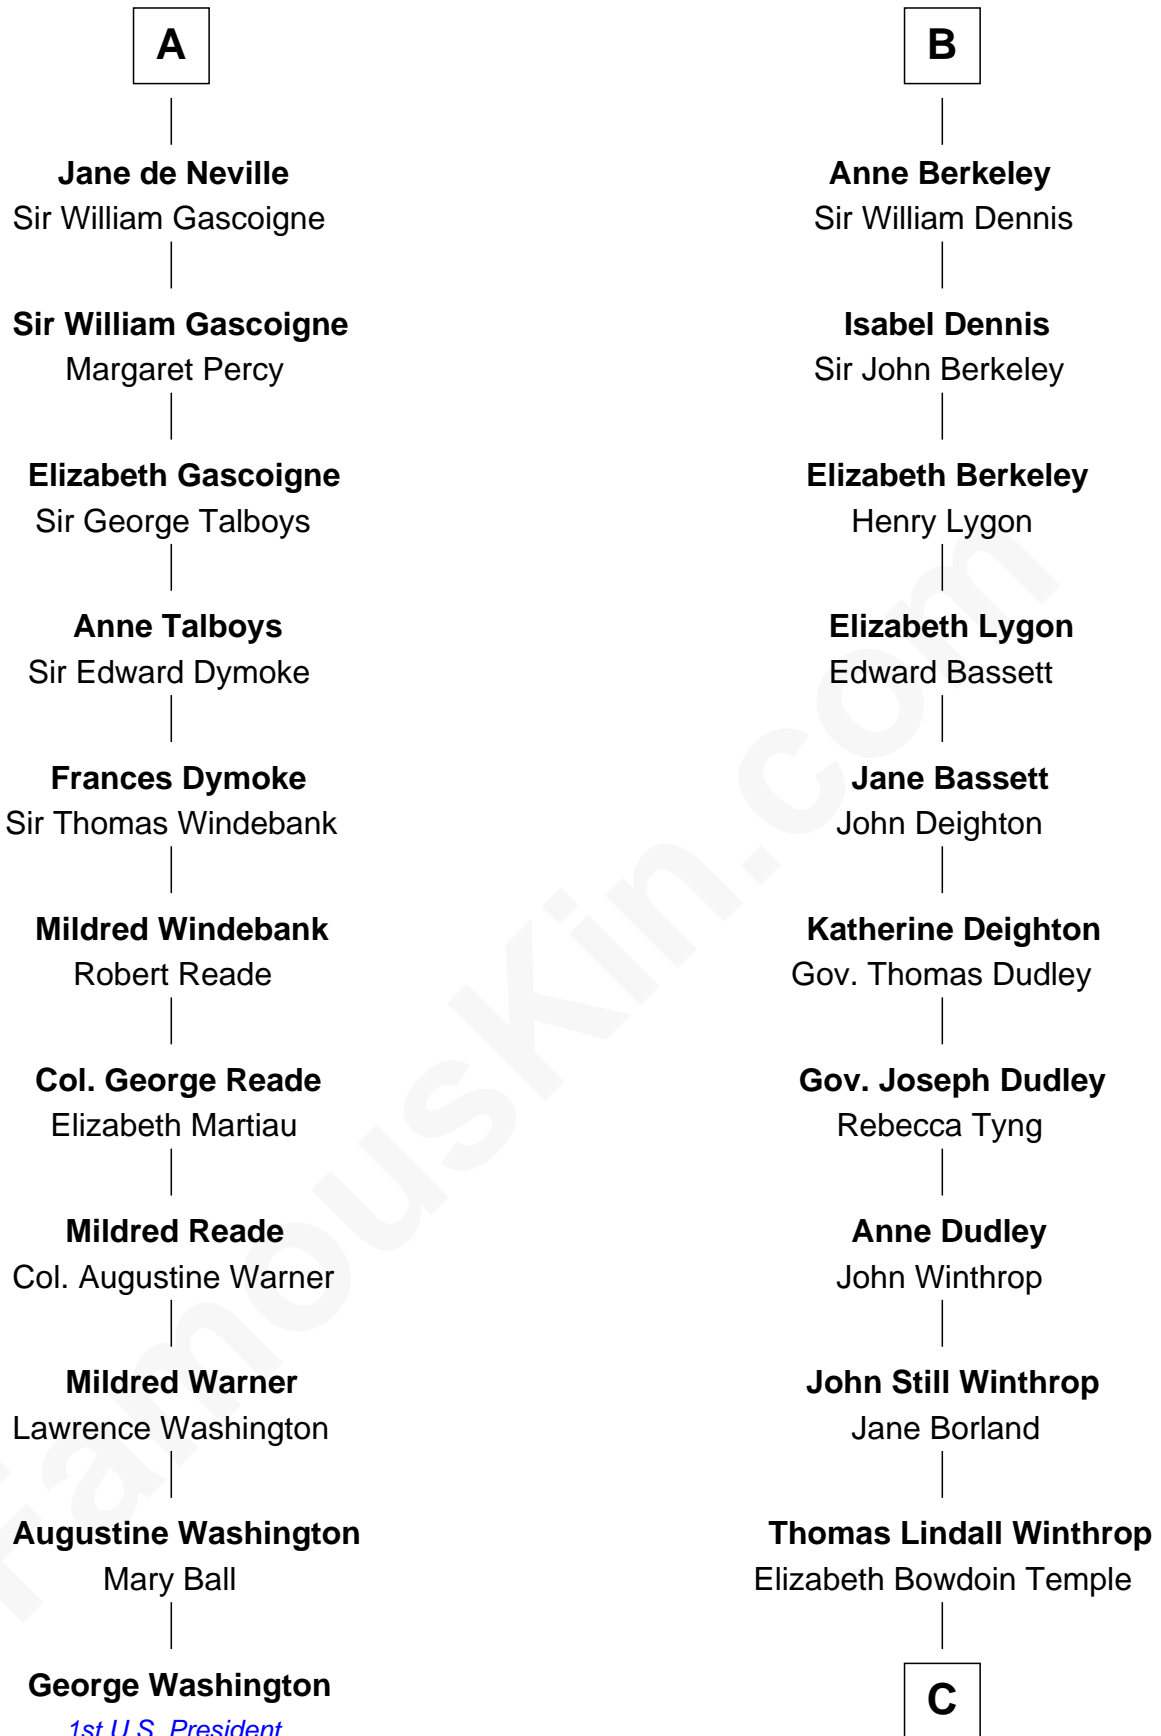 A
Jane de Neville
Sir William Gascoigne
Sir William Gascoigne
Margaret Percy
Elizabeth Gascoigne
Sir George Talboys
Anne Talboys
Sir Edward Dymoke
Frances Dymoke
Sir Thomas Windebank
Mildred Windebank
Robert Reade
Col. George Reade
Elizabeth Martiau
Mildred Reade
Col. Augustine Warner
Mildred Warner
Lawrence Washington
Augustine Washington
Mary Ball
George Washington
1st U.S. President
B
Anne Berkeley
Sir William Dennis
Isabel Dennis
Sir John Berkeley
Elizabeth Berkeley
Henry Lygon
Elizabeth Lygon
Edward Bassett
Jane Bassett
John Deighton
Katherine Deighton
Gov. Thomas Dudley
Gov. Joseph Dudley
Rebecca Tyng
Anne Dudley
John Winthrop
John Still Winthrop
Jane Borland
Thomas Lindall Winthrop
Elizabeth Bowdoin Temple
C
FamousKin.com